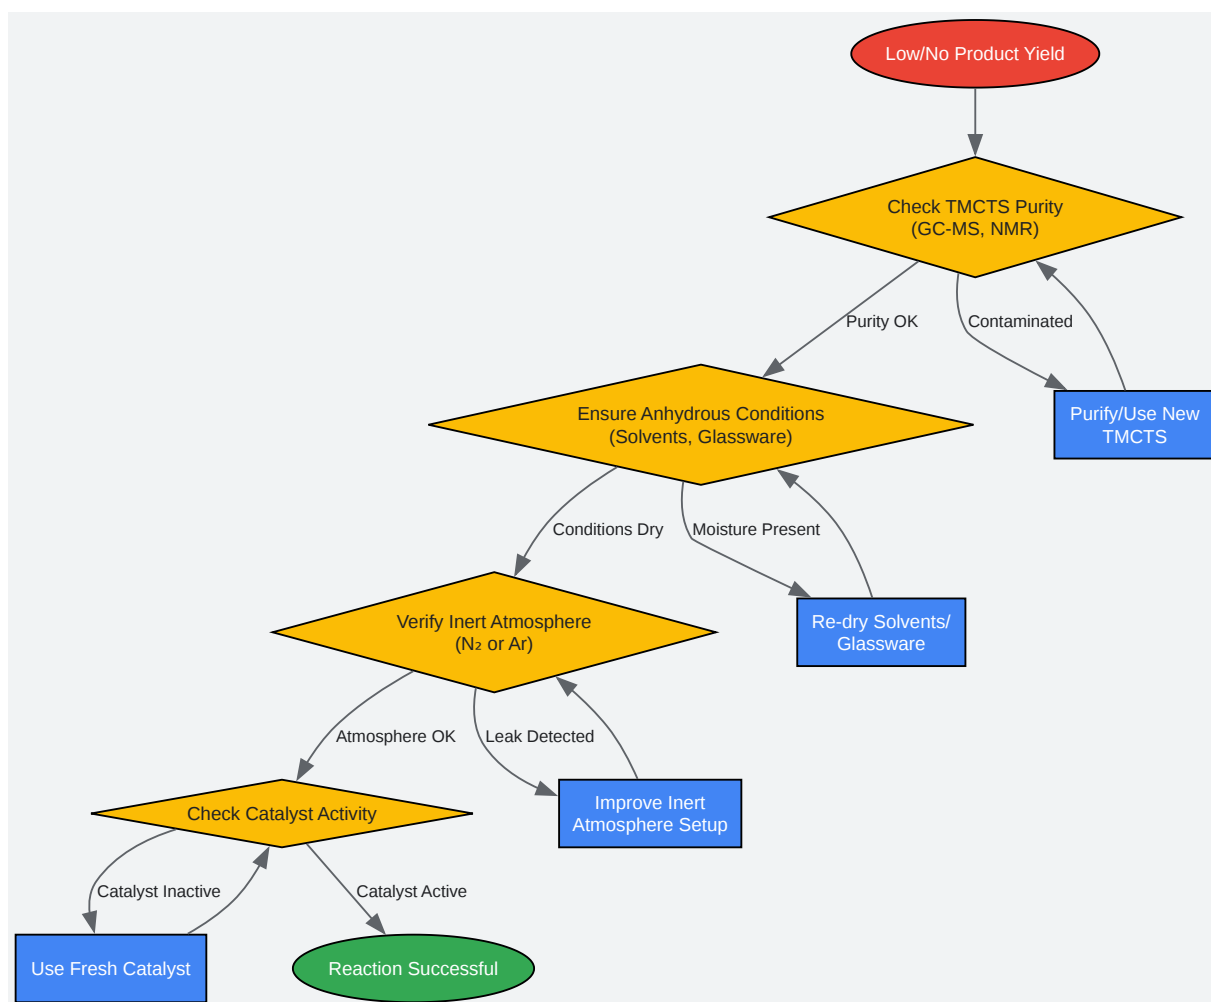 Low/No Product Yield
Check TMCTS Purity
(GC-MS, NMR)
Purity OK
Contaminated
Ensure Anhydrous Conditions
(Solvents, Glassware)
Purify/Use New
TMCTS
Conditions Dry
Moisture Present
Verify Inert Atmosphere
(N₂ or Ar)
Re-dry Solvents/
Glassware
Atmosphere OK
Leak Detected
Check Catalyst Activity
Improve Inert
Atmosphere Setup
Catalyst Inactive
Catalyst Active
Use Fresh Catalyst
Reaction Successful